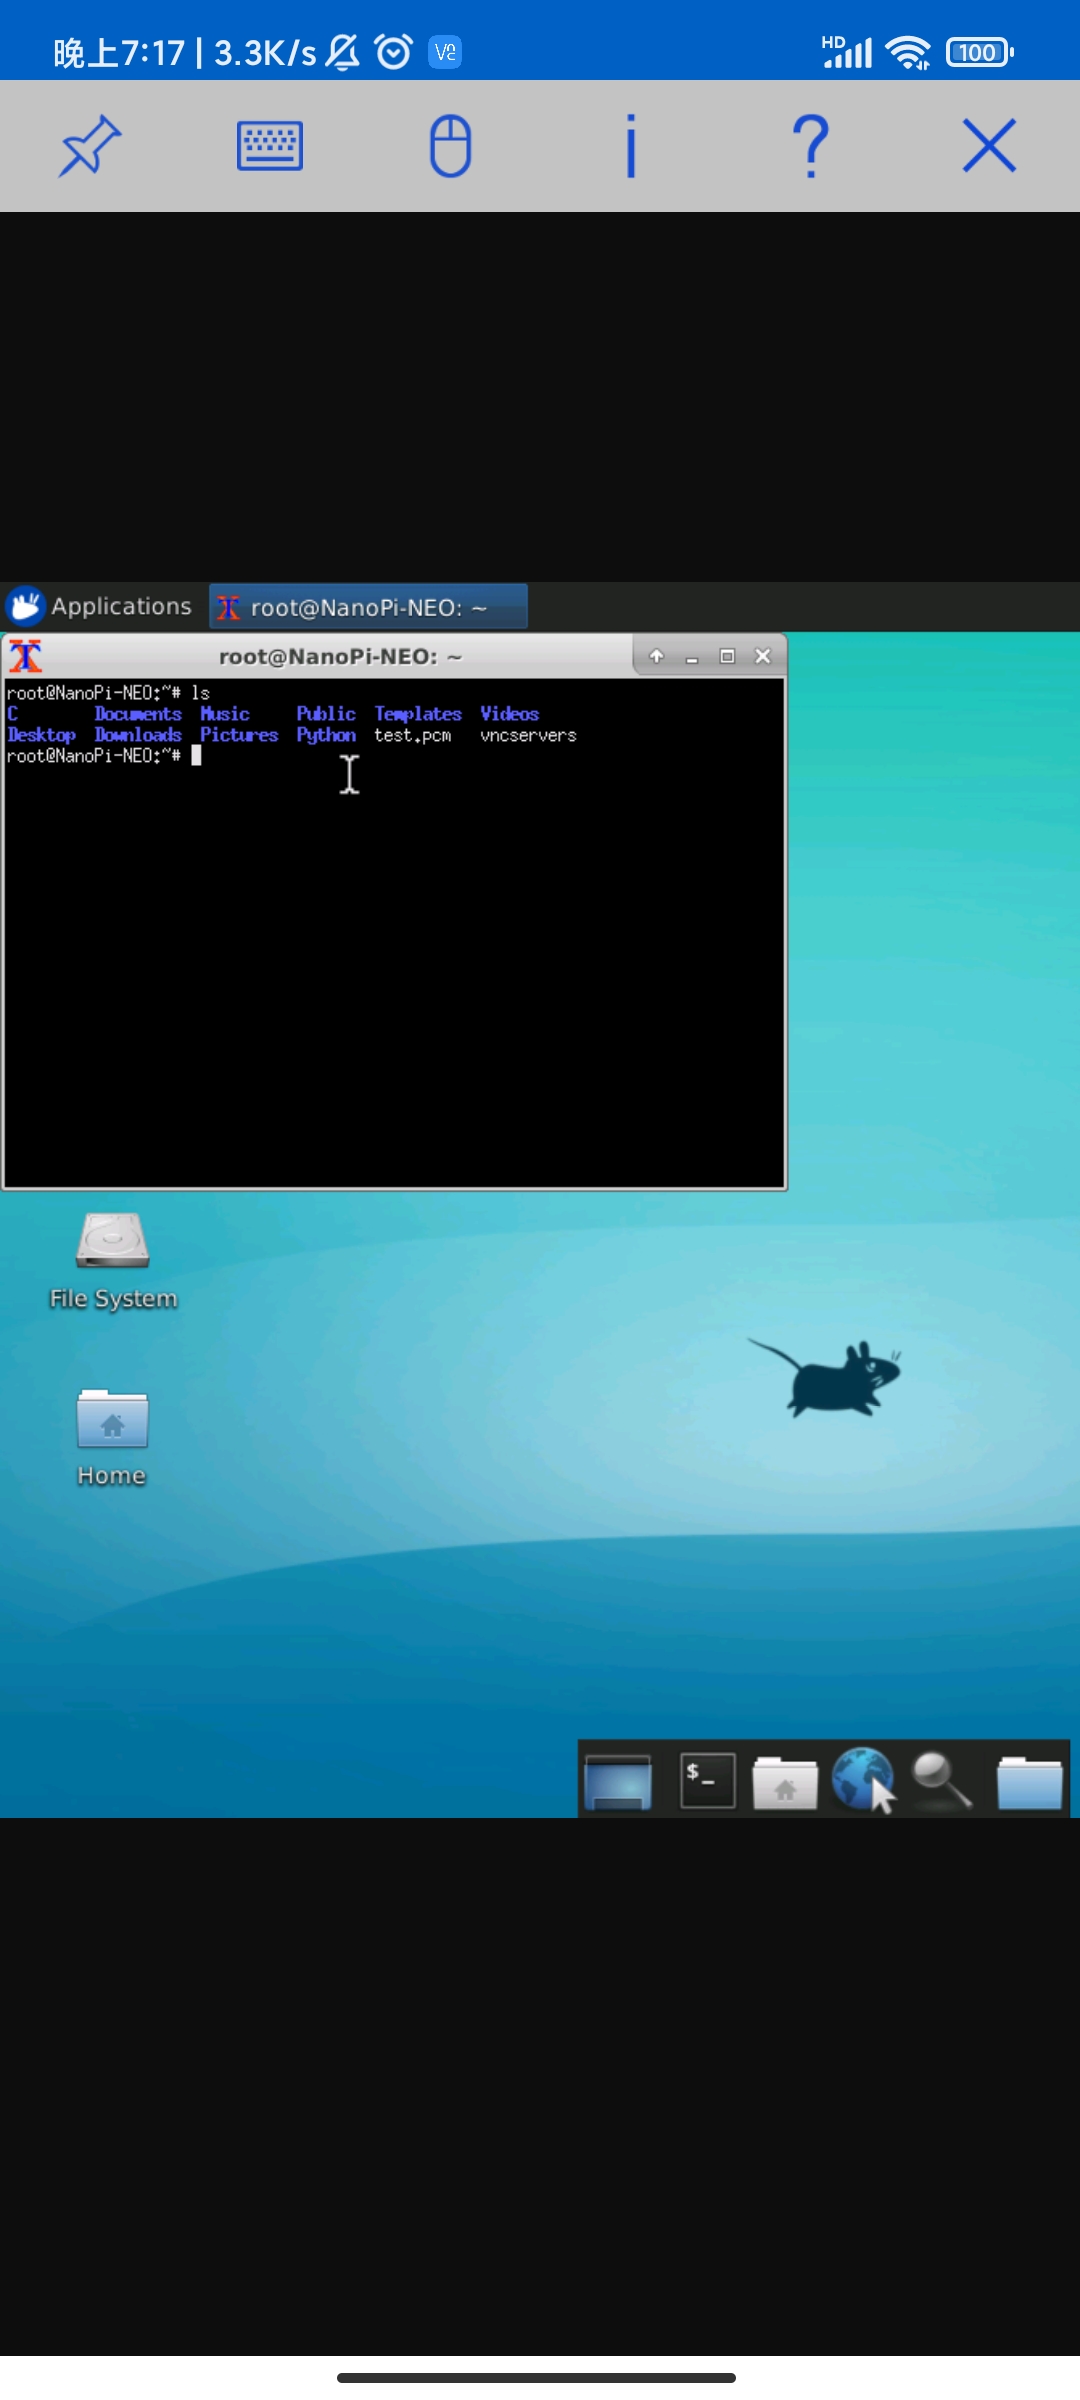 晚上7:17 | 3.3K/s
HD
100
Applications
root@NanoPi-NEO: ~
root@NanoPi-NEO: ~
root@NanoPi-NEO:~# ls
C Documents Music Public Templates Videos
Desktop Downloads Pictures Python test.pcm vncservers
root@NanoPi-NEO:~#
File System
Home
$_